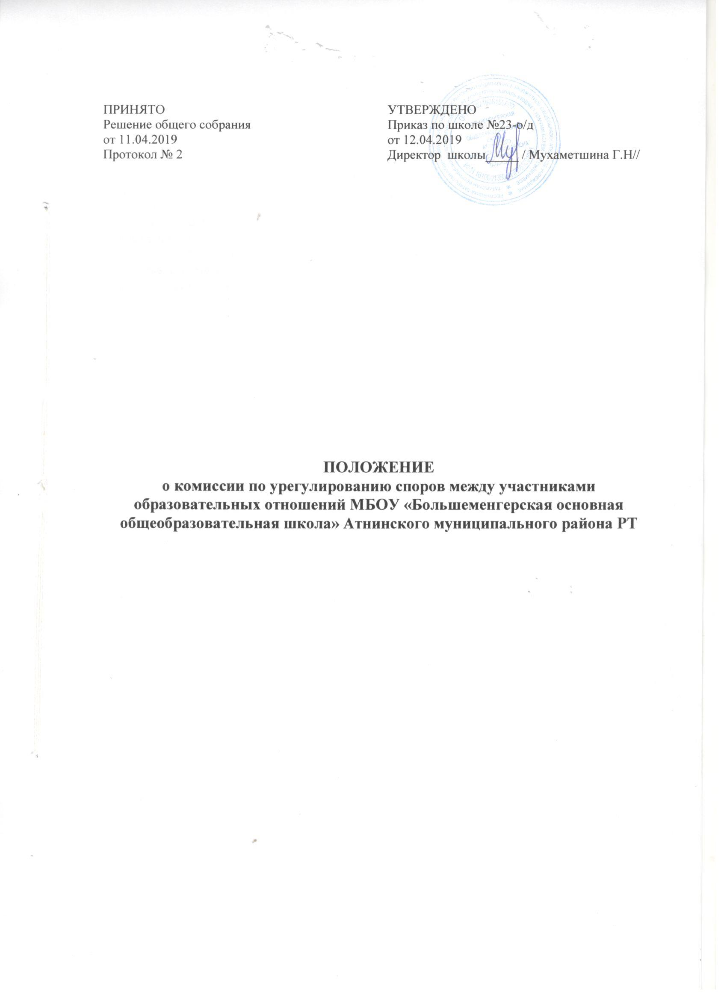 ПРИНЯТО
Решение общего собрания
от 11.04.2019
Протокол № 2
УТВЕРЖДЕНО
Приказ по школе №23-о/д
от 12.04.2019
Директор школы______ / Мухаметшина Г.Н//
ПОЛОЖЕНИЕ
о комиссии по урегулированию споров между участниками
образовательных отношений МБОУ «Большеменгерская основная
общеобразовательная школа» Атнинского муниципального района РТ